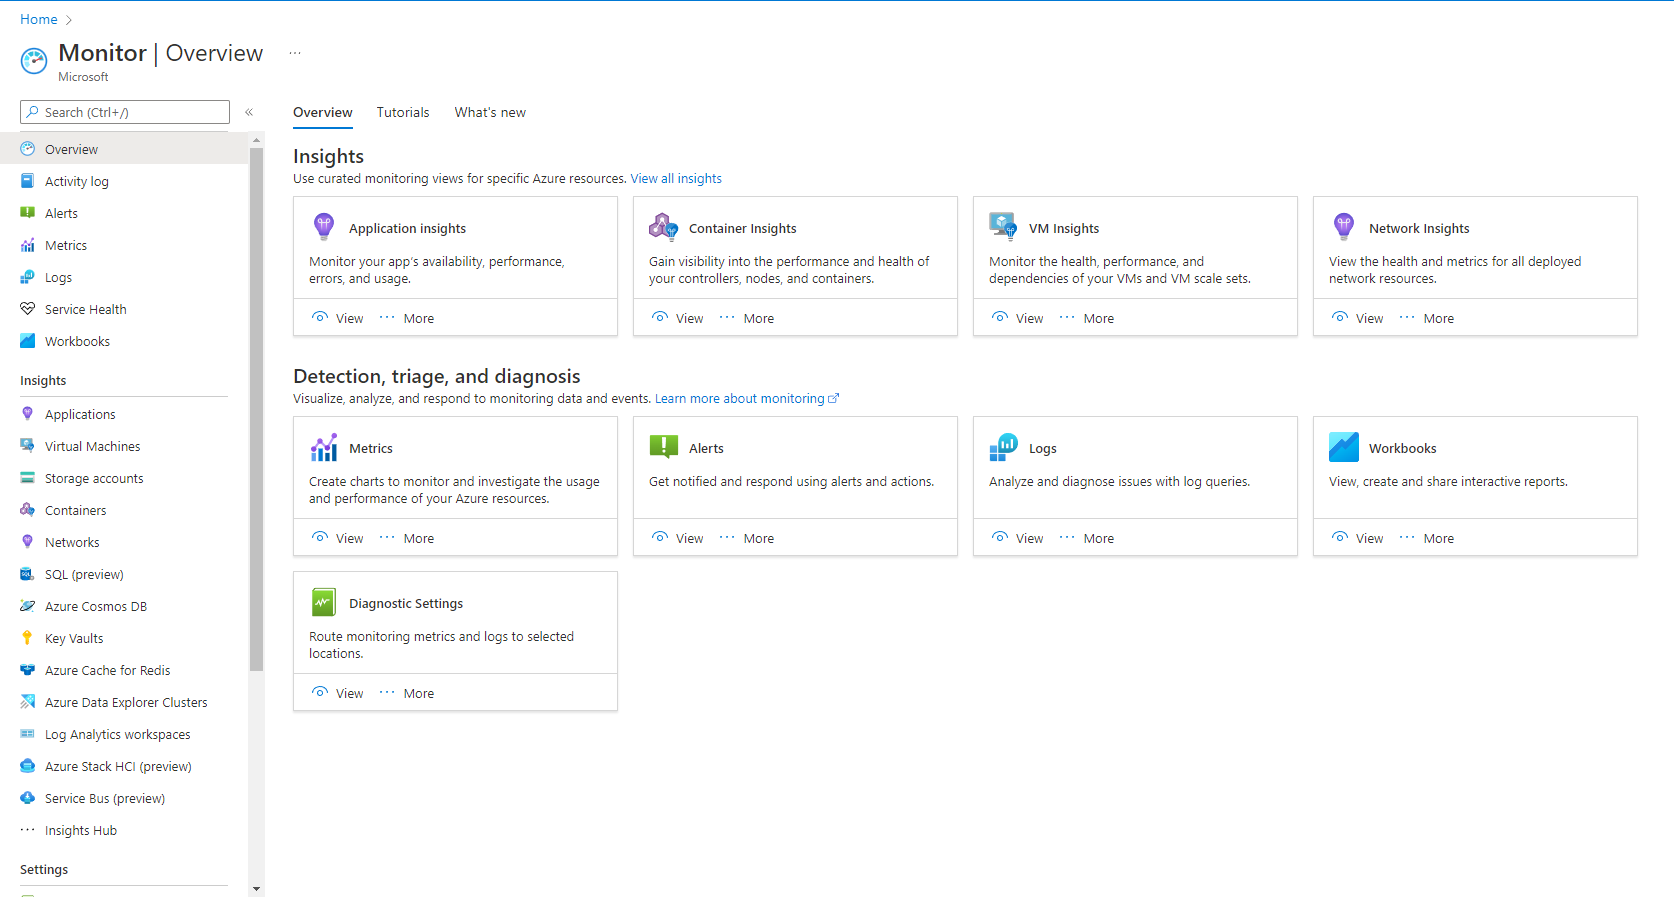 Home
Monitor | Overview
Microsoft
Search (Ctrl+/)
Overview
Activity log
Alerts
Metrics
Logs
Service Health
Workbooks
Insights
Applications
Virtual Machines
Storage accounts
Containers
Networks
SQL (preview)
Azure Cosmos DB
Key Vaults
Azure Cache for Redis
Azure Data Explorer Clusters
Log Analytics workspaces
Azure Stack HCI (preview)
Service Bus (preview)
Insights Hub
Settings
Overview Tutorials What's new
Insights
Use curated monitoring views for specific Azure resources. View all insights
Application insights
Monitor your app's availability, performance,
errors, and usage.
View ··· More
Container Insights
Gain visibility into the performance and health of
your controllers, nodes, and containers.
View ··· More
VM Insights
Monitor the health, performance, and
dependencies of your VMs and VM scale sets.
View ··· More
Network Insights
View the health and metrics for all deployed
network resources.
View ··· More
Detection, triage, and diagnosis
Visualize, analyze, and respond to monitoring data and events. Learn more about monitoring
Metrics
Create charts to monitor and investigate the usage
and performance of your Azure resources.
View ··· More
Alerts
Get notified and respond using alerts and actions.
View ··· More
Logs
Analyze and diagnose issues with log queries.
View ··· More
Workbooks
View, create and share interactive reports.
View ··· More
Diagnostic Settings
Route monitoring metrics and logs to selected
locations.
View ··· More